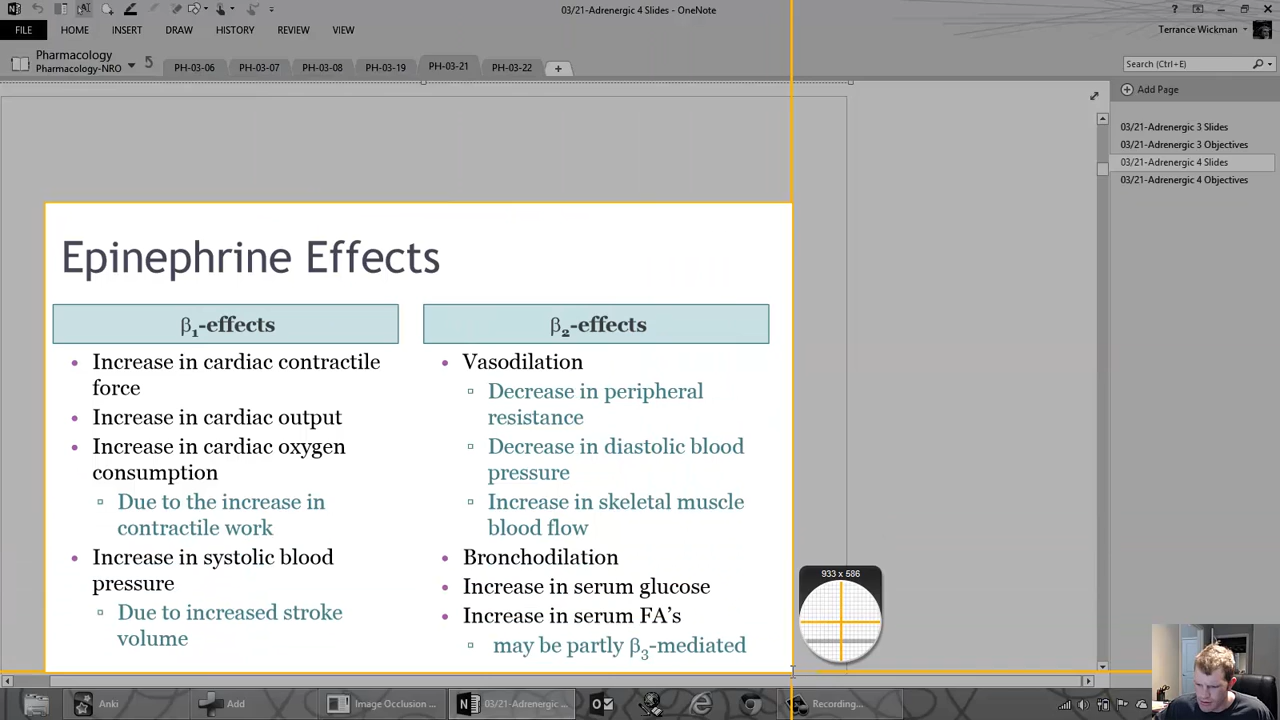 03/21-Adrenergic 4 Slides - OneNote
FILE HOME INSERT DRAW HISTORY REVIEW VIEW
Terrance Wickman
Pharmacology
Pharmacology-NRO
PH-03-06 PH-03-07 PH-03-08 PH-03-19 PH-03-21 PH-03-22
Search (Ctrl+E)
Add Page
03/21-Adrenergic 3 Slides
03/21-Adrenergic 3 Objectives
03/21-Adrenergic 4 Slides
03/21-Adrenergic 4 Objectives
Epinephrine Effects
β₁-effects
• Increase in cardiac contractile
force
• Increase in cardiac output
• Increase in cardiac oxygen
consumption
▫ Due to the increase in
contractile work
• Increase in systolic blood
pressure
▫ Due to increased stroke
volume
β₂-effects
• Vasodilation
▫ Decrease in peripheral
resistance
▫ Decrease in diastolic blood
pressure
▫ Increase in skeletal muscle
blood flow
• Bronchodilation
• Increase in serum glucose
• Increase in serum FA's
▫ may be partly β₃-mediated
933 x 586
Anki Add Image Occlusion ... 03/21-Adrenergic ... Recording...